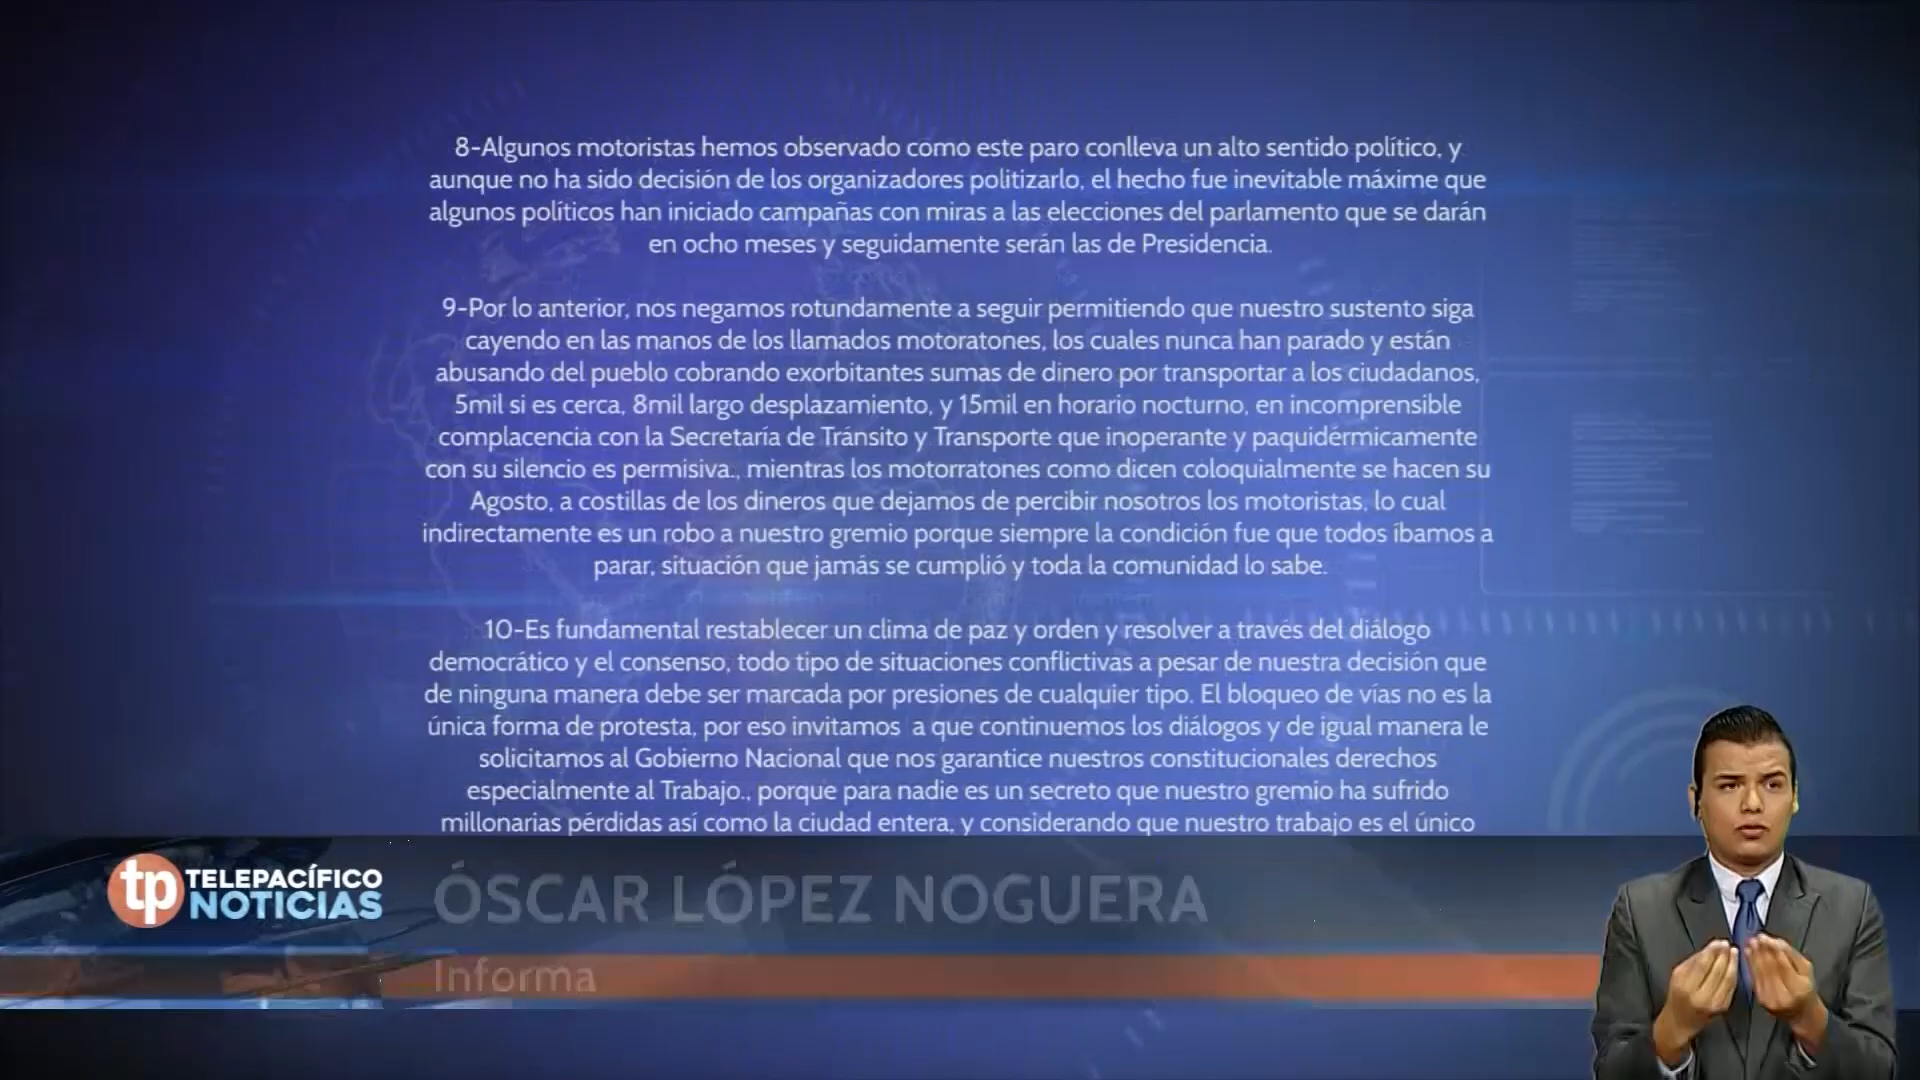 8-Algunos motoristas hemos observado como este paro conlleva un alto sentido político, y
aunque no ha sido decisión de los organizadores politizarlo, el hecho fue inevitable máxime que
algunos políticos han iniciado campañas con miras a las elecciones del parlamento que se darán
en ocho meses y seguidamente serán las de Presidencia.
9-Por lo anterior, nos negamos rotundamente a seguir permitiendo que nuestro sustento siga
cayendo en las manos de los llamados motoratones, los cuales nunca han parado y están
abusando del pueblo cobrando exorbitantes sumas de dinero por transportar a los ciudadanos,
5mil si es cerca, 8mil largo desplazamiento, y 15mil en horario nocturno, en incomprensible
complacencia con la Secretaría de Tránsito y Transporte que inoperante y paquidérmicamente
con su silencio es permisiva., mientras los motorratones como dicen coloquialmente se hacen su
Agosto, a costillas de los dineros que dejamos de percibir nosotros los motoristas, lo cual
indirectamente es un robo a nuestro gremio porque siempre la condición fue que todos íbamos a
parar, situación que jamás se cumplió y toda la comunidad lo sabe.
10-Es fundamental restablecer un clima de paz y orden y resolver a través del diálogo
democrático y el consenso, todo tipo de situaciones conflictivas a pesar de nuestra decisión que
de ninguna manera debe ser marcada por presiones de cualquier tipo. El bloqueo de vías no es la
única forma de protesta, por eso invitamos  a que continuemos los diálogos y de igual manera le
solicitamos al Gobierno Nacional que nos garantice nuestros constitucionales derechos
especialmente al Trabajo., porque para nadie es un secreto que nuestro gremio ha sufrido
millonarias pérdidas así como la ciudad entera, y considerando que nuestro trabajo es el único
tp TELEPACÍFICO
NOTICIAS
ÓSCAR LÓPEZ NOGUERA
Informa